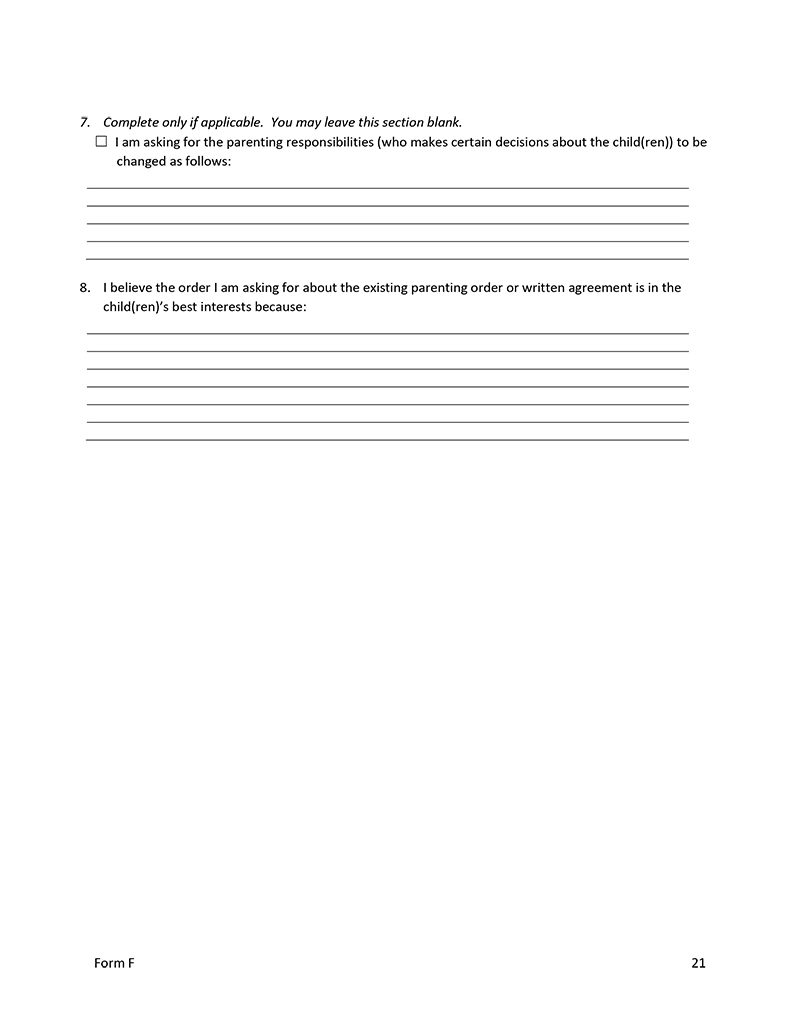 7. Complete only if applicable. You may leave this section blank.
☐ I am asking for the parenting responsibilities (who makes certain decisions about the child(ren)) to be
changed as follows:
8. I believe the order I am asking for about the existing parenting order or written agreement is in the
child(ren)’s best interests because:
Form F 21